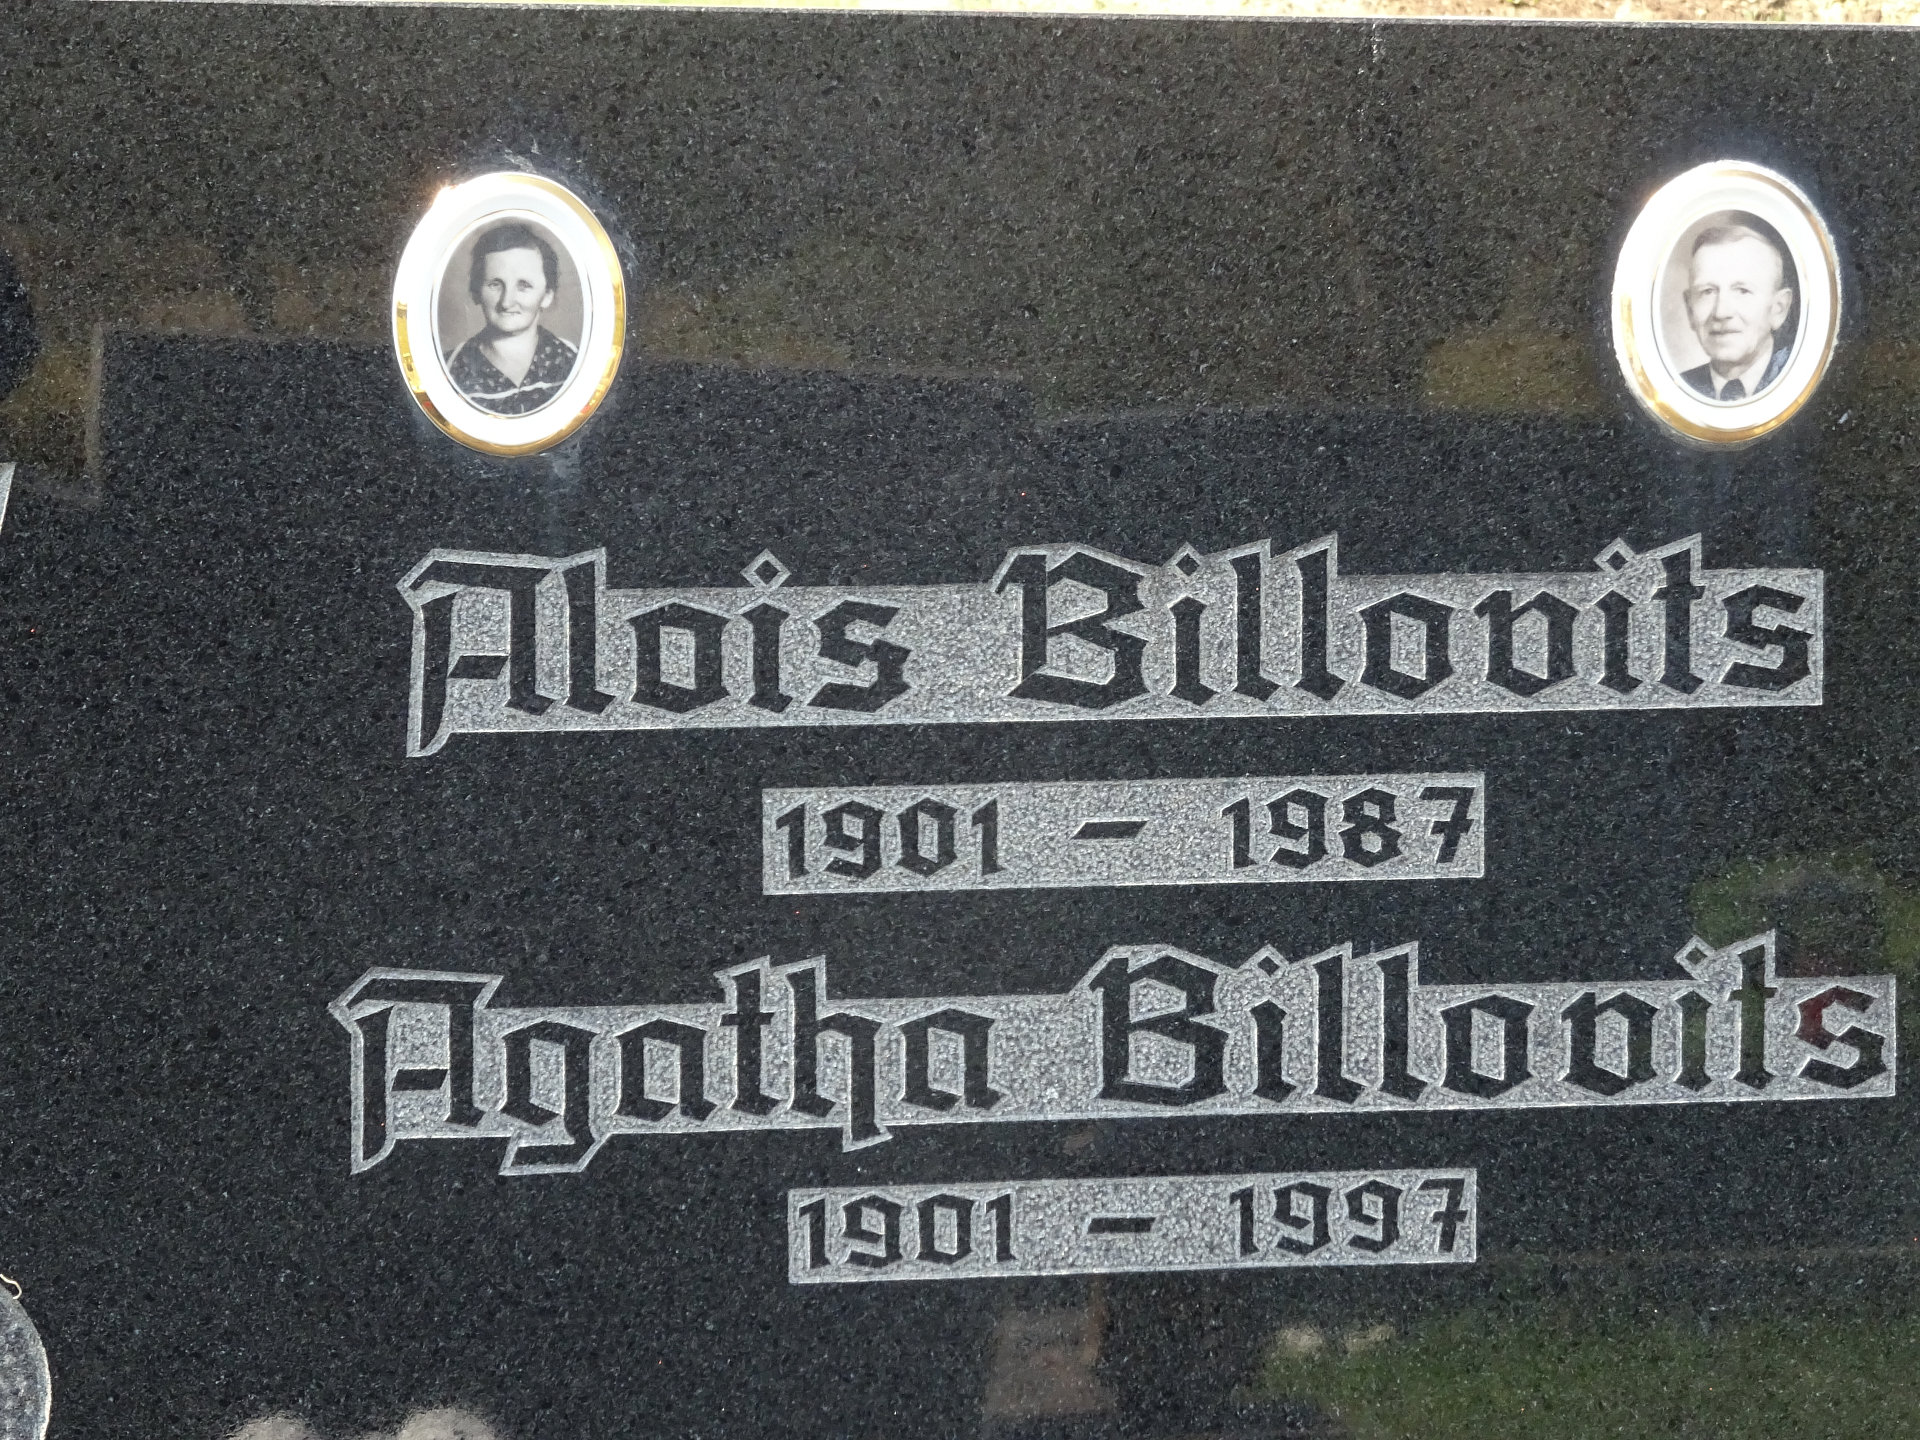 Alois Billovits
1901 - 1987
Agatha Billovits
1901 - 1997